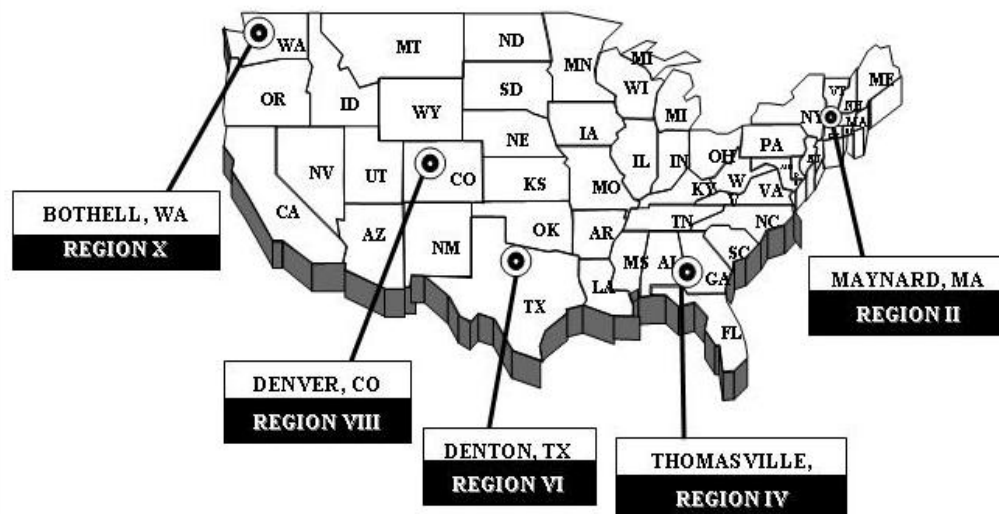 WA
MT
ND
MN
MI
VT
ME
NH
OR
ID
SD
WI
MI
NY
MA
WY
IA
PA
NE
OH
NV
UT
CO
IL
IN
W
V
VA
KS
MO
KY
CA
NC
TN
AZ
NM
OK
AR
SC
MS
AL
GA
LA
TX
FL
BOTHELL, WA
REGION X
MAYNARD, MA
REGION II
DENVER, CO
REGION VIII
DENTON, TX
REGION VI
THOMASVILLE,
REGION IV